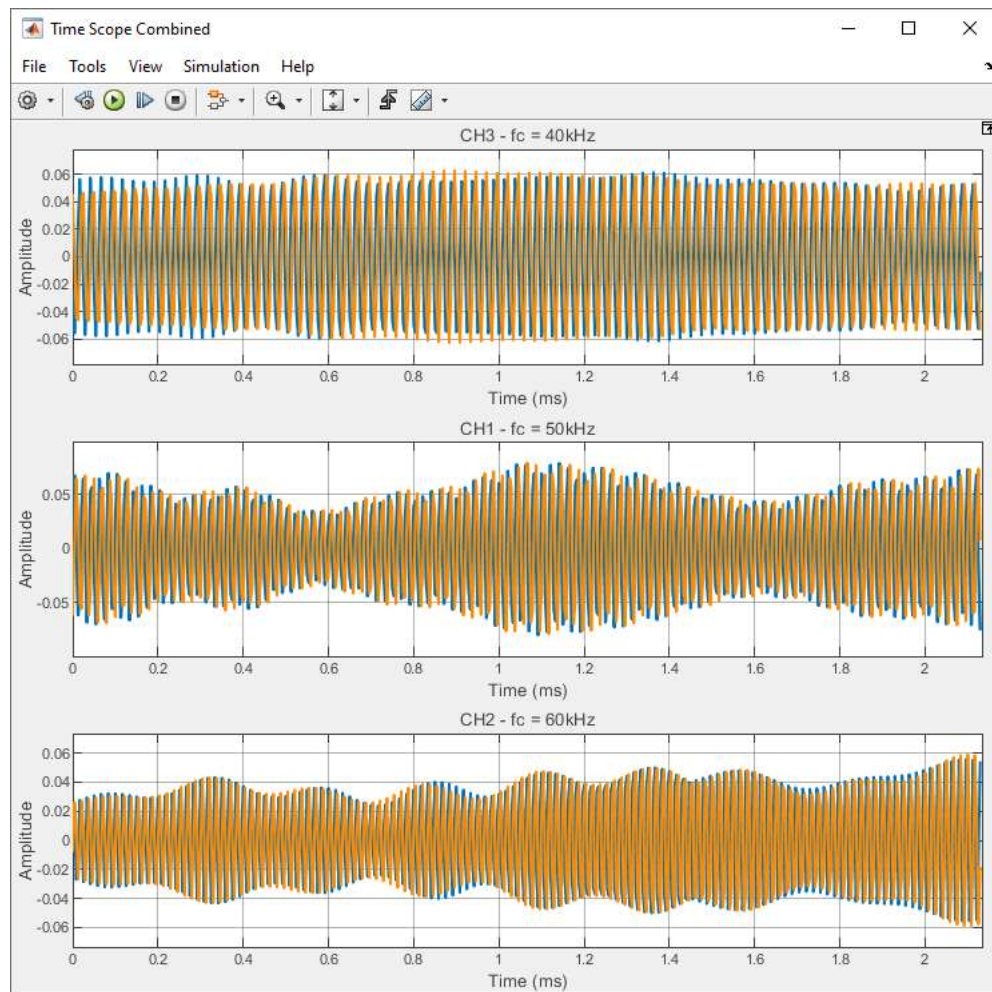 Time Scope Combined
File Tools View Simulation Help
CH3 - fc = 40kHz
Amplitude
0.06
0.04
0.02
0
-0.02
-0.04
-0.06
0 0.2 0.4 0.6 0.8 1 1.2 1.4 1.6 1.8 2
Time (ms)
CH1 - fc = 50kHz
Amplitude
0.05
0
-0.05
0 0.2 0.4 0.6 0.8 1 1.2 1.4 1.6 1.8 2
Time (ms)
CH2 - fc = 60kHz
Amplitude
0.06
0.04
0.02
0
-0.02
-0.04
-0.06
0 0.2 0.4 0.6 0.8 1 1.2 1.4 1.6 1.8 2
Time (ms)